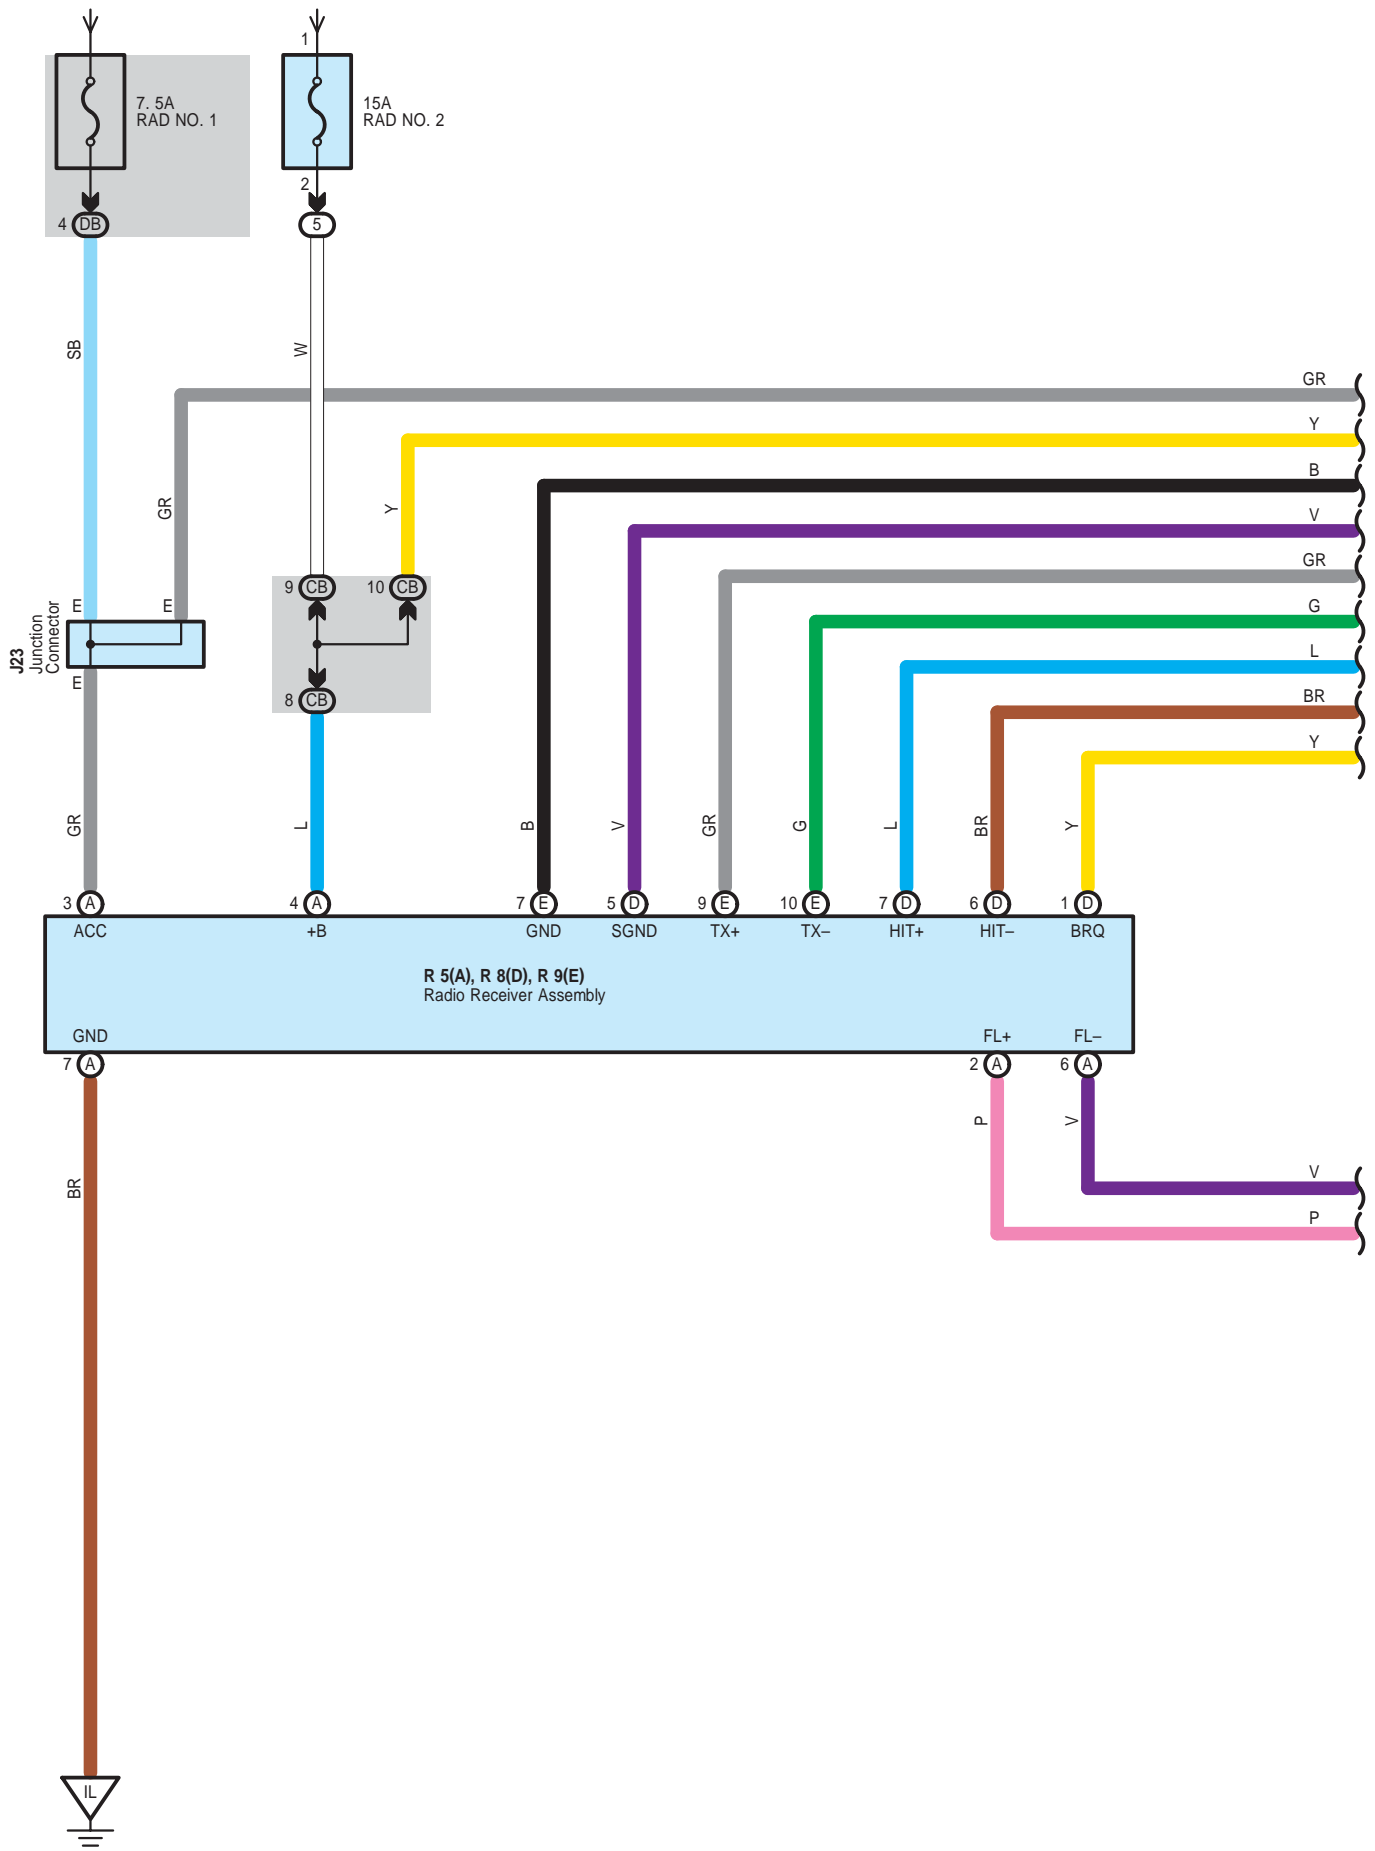 1
7. 5A
RAD NO. 1
15A
RAD NO. 2
2
4 DB
5
SB
W
GR
Y
B
V
GR
G
L
BR
Y
GR
Y
9 CB
10 CB
E
E
J23
Junction
Connector
E
8 CB
GR
L
B
V
GR
G
L
BR
Y
3 A
4 A
7 E
5 D
9 E
10 E
7 D
6 D
1 D
ACC
+B
GND
SGND
TX+
TX–
HIT+
HIT–
BRQ
R 5(A), R 8(D), R 9(E)
Radio Receiver Assembly
GND
FL+
FL–
7 A
2 A
6 A
P
V
BR
V
P
IL